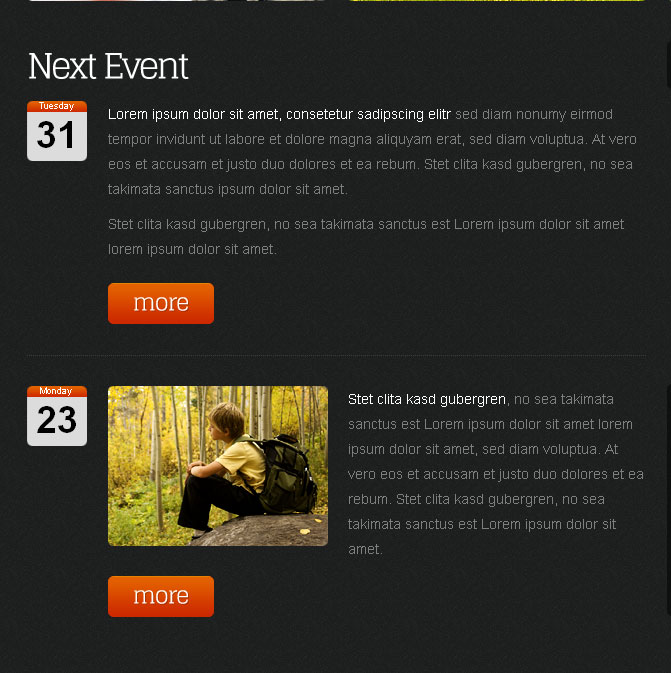 Next Event
Tuesday
31
Lorem ipsum dolor sit amet, consetetur sadipscing elitr sed diam nonumy eirmod
tempor invidunt ut labore et dolore magna aliquyam erat, sed diam voluptua. At vero
eos et accusam et justo duo dolores et ea rebum. Stet clita kasd gubergren, no sea
takimata sanctus ipsum dolor sit amet.
Stet clita kasd gubergren, no sea takimata sanctus est Lorem ipsum dolor sit amet
lorem ipsum dolor sit amet.
more
Monday
23
Stet clita kasd gubergren, no sea takimata
sanctus est Lorem ipsum dolor sit amet lorem
ipsum dolor sit amet, sed diam voluptua. At
vero eos et accusam et justo duo dolores et ea
rebum. Stet clita kasd gubergren, no sea
takimata sanctus est Lorem ipsum dolor sit
amet.
more